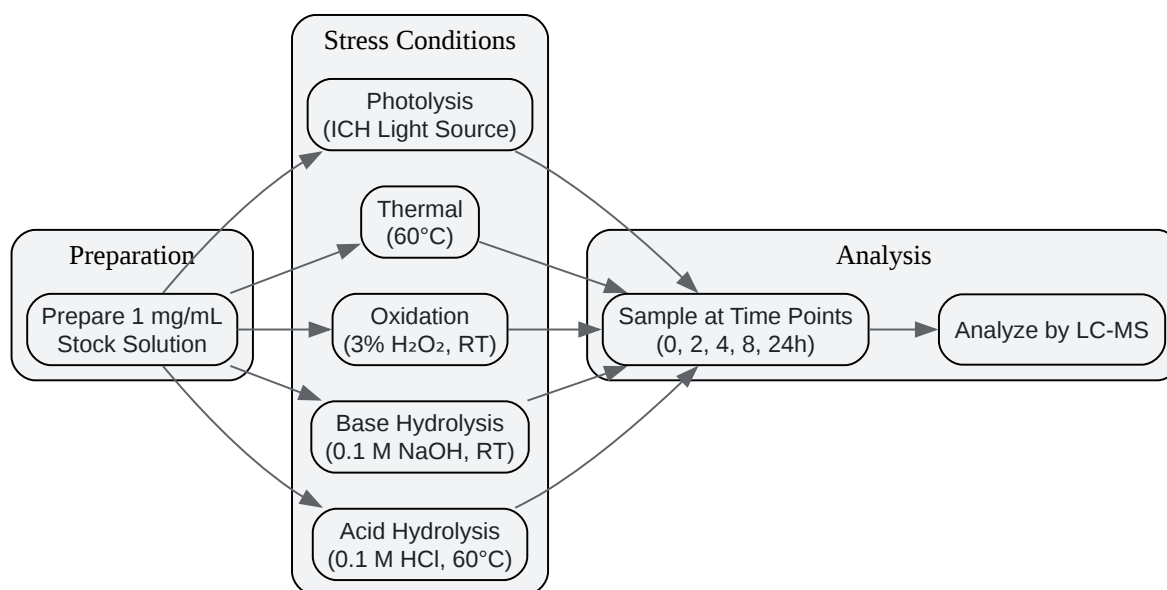 Preparation
Prepare 1 mg/mL
Stock Solution
Stress Conditions
Photolysis
(ICH Light Source)
Thermal
(60°C)
Oxidation
(3% H₂O₂, RT)
Base Hydrolysis
(0.1 M NaOH, RT)
Acid Hydrolysis
(0.1 M HCl, 60°C)
Analysis
Sample at Time Points
(0, 2, 4, 8, 24h)
Analyze by LC-MS